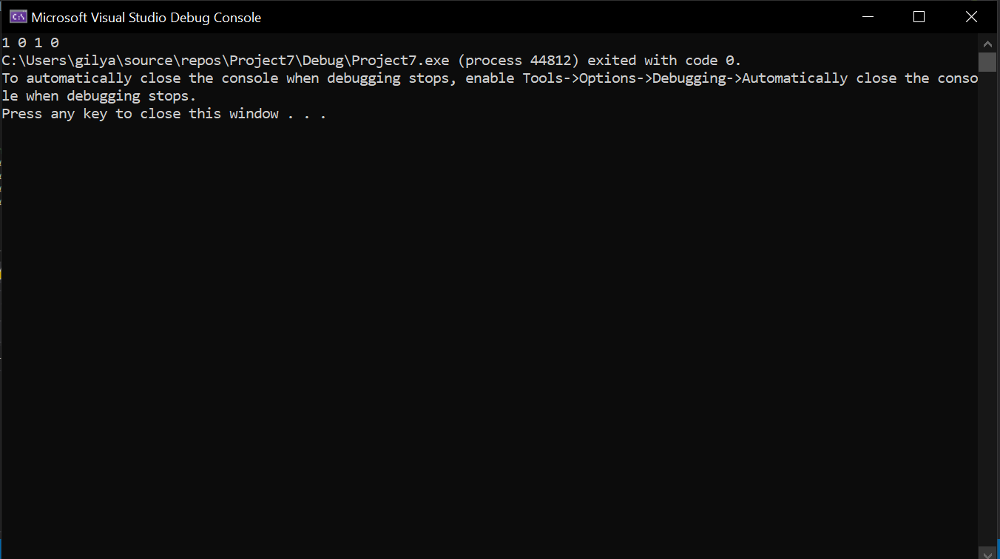 Microsoft Visual Studio Debug Console
1 0 1 0
C:\Users\gilya\source\repos\Project7\Debug\Project7.exe (process 44812) exited with code 0.
To automatically close the console when debugging stops, enable Tools->Options->Debugging->Automatically close the conso
le when debugging stops.
Press any key to close this window . . .